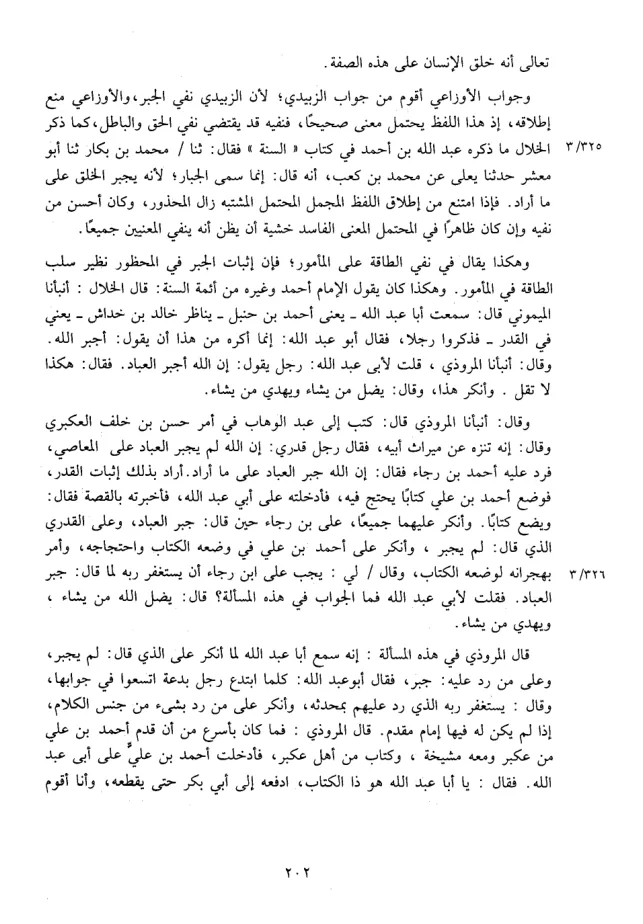 تعالى أنه خلق الإنسان على هذه الصفة.
وجواب الأوزاعي أقوم من جواب الزبيدي؛ لأن الزبيدي نفي الجبر، والأوزاعي منع
إطلاقه، إذ هذا اللفظ يحتمل معنى صحيحًا، فنفيه قد يقتضي نفي الحق والباطل، كما ذكر
الخلال ما ذكره عبد الله بن أحمد في كتاب « السنة » فقال: ثنا / محمد بن بكار ثنا أبو ٣/٣٢٥
معشر حدثنا يعلى عن محمد بن كعب، أنه قال: إنما سمى الجبار؛ لأنه يجبر الخلق على
ما أراد. فإذا امتنع من إطلاق اللفظ المجمل المحتمل المشتبه زال المحذور، وكان أحسن من
نفيه وإن كان ظاهرًا في المحتمل المعنى الفاسد خشية أن يظن أنه ينفي المعنيين جميعًا.
وهكذا يقال في نفي الطاقة على المأمور؛ فإن إثبات الجبر في المحظور نظير سلب
الطاقة في المأمور. وهكذا كان يقول الإمام أحمد وغيره من أئمة السنة: قال الخلال : أنبأنا
الميموني قال: سمعت أبا عبد الله ـ يعنى أحمد بن حنبل ـ يناظر خالد بن خداش ـ يعني
في القدر ـ فذكروا رجلا، فقال أبو عبد الله: إنما أكره من هذا أن يقول: أجبر الله.
وقال: أنبأنا المروذي ، قلت لأبى عبد الله: رجل يقول: إن الله أجبر العباد. فقال: هكذا
لا تقل . وأنكر هذا، وقال: يضل من يشاء ويهدي من يشاء.
وقال: أنبأنا المروذي قال: كتب إلى عبد الوهاب في أمر حسن بن خلف العكبري
وقال: إنه تنزه عن ميراث أبيه، فقال رجل قدري: إن الله لم يجبر العباد على المعاصي،
فرد عليه أحمد بن رجاء فقال: إن الله جبر العباد على ما أراد. أراد بذلك إثبات القدر،
فوضع أحمد بن علي كتابًا يحتج فيه، فأدخلته على أبي عبد الله، فأخبرته بالقصة فقال:
ويضع كتابًا. وأنكر عليهما جميعًا، على بن رجاء حين قال: جبر العباد، وعلى القدري
الذي قال: لم يجبر ، وأنكر على أحمد بن علي في وضعه الكتاب واحتجاجه، وأمر
بهجرانه لوضعه الكتاب، وقال / لي : يجب على ابن رجاء أن يستغفر ربه لما قال: جبر ٣/٣٢٦
العباد. فقلت لأبي عبد الله فما الجواب في هذه المسألة؟ قال: يضل الله من يشاء ،
ويهدي من يشاء.
قال المروذي في هذه المسألة : إنه سمع أبا عبد الله لما أنكر على الذي قال: لم يجبر،
وعلى من رد عليه: جبر، فقال أبوعبد الله: كلما ابتدع رجل بدعة اتسعوا في جوابها،
وقال : يستغفر ربه الذي رد عليهم بمحدثه، وأنكر على من رد بشىء من جنس الكلام،
إذا لم يكن له فيها إمام مقدم. قال المروذي : فما كان بأسرع من أن قدم أحمد بن علي
من عكبر ومعه مشيخة ، وكتاب من أهل عكبر، فأدخلت أحمد بن عليٍّ على أبى عبد
الله. فقال : يا أبا عبد الله هو ذا الكتاب، ادفعه إلى أبي بكر حتى يقطعه، وأنا أقوم
٢٠٢